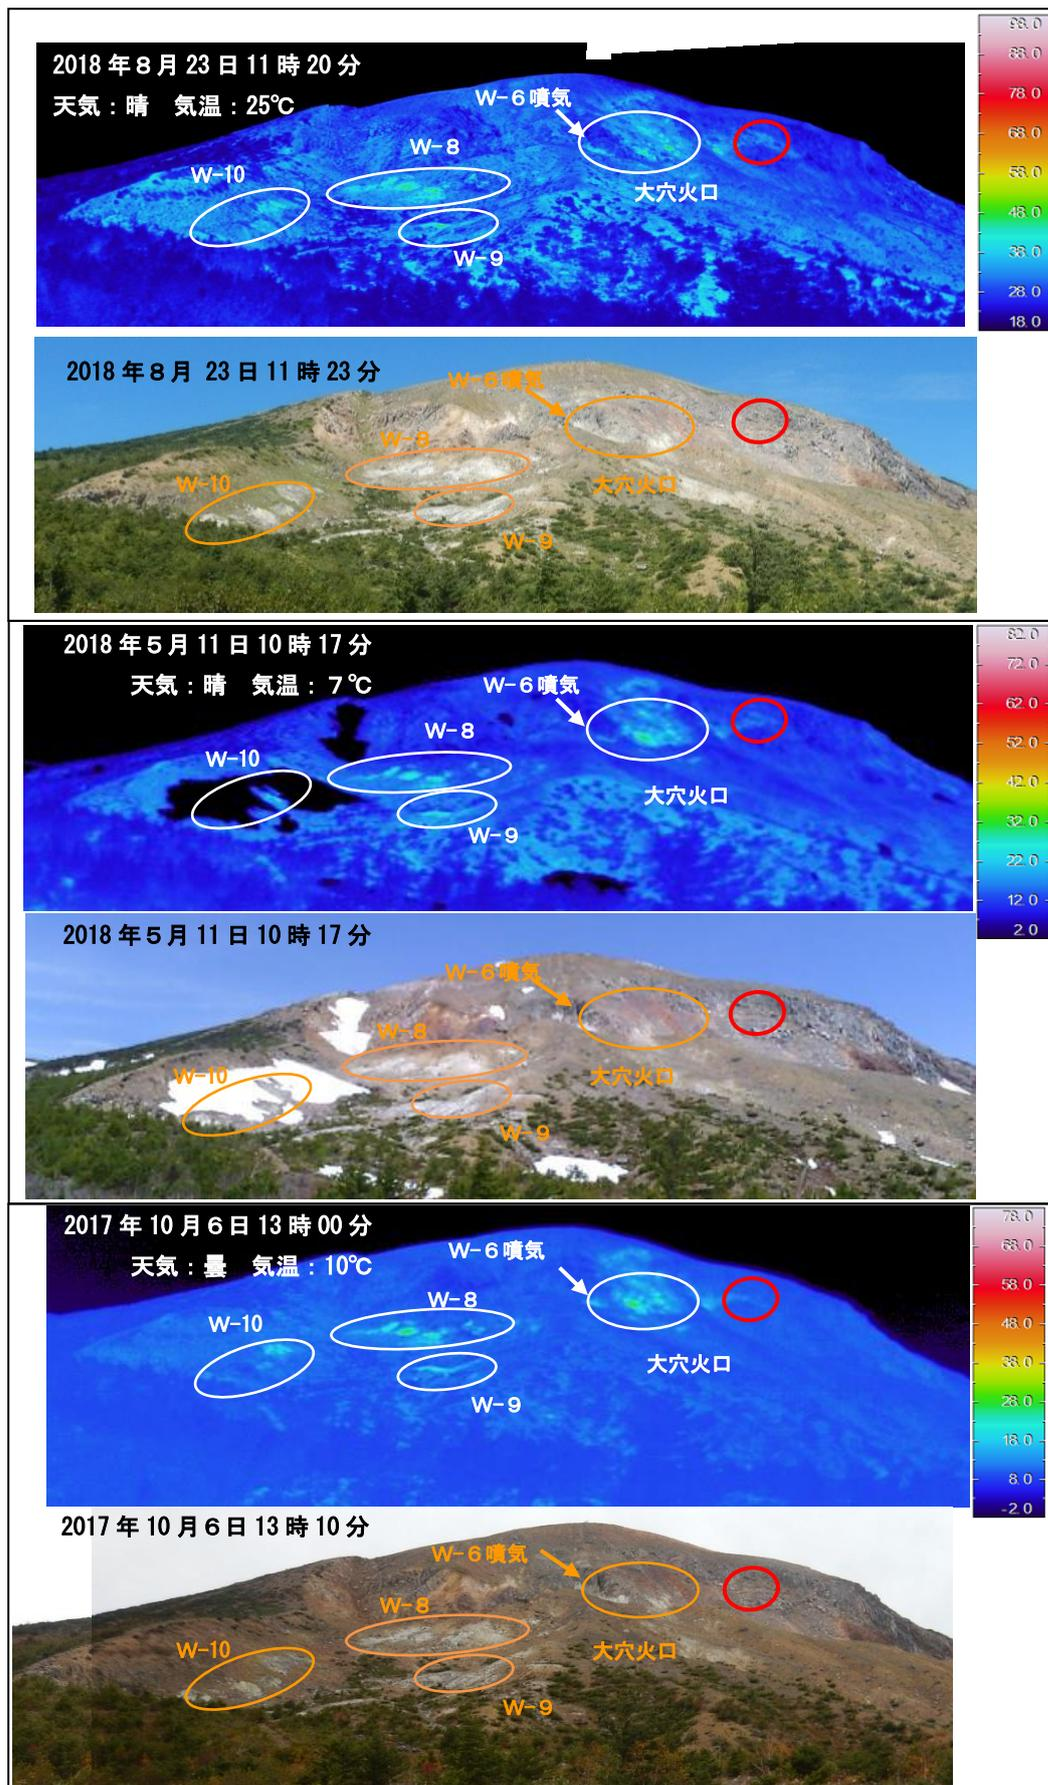 2018年8月23日11時20分
天気：晴　気温：25℃
W-6噴気
W-8
W-10
大穴火口
W-9
98.0
88.0
78.0
68.0
58.0
48.0
38.0
28.0
18.0
2018年8月 23日11時23分
W-6噴気
W-8
W-10
大穴火口
W-9
2018年5月11日10時17分
天気：晴　気温：7℃
W-6噴気
W-8
W-10
大穴火口
W-9
82.0
72.0
62.0
52.0
42.0
32.0
22.0
12.0
2.0
2018年5月11日10時17分
W-6噴気
W-8
W-10
大穴火口
W-9
2017年10月6日13時00分
天気：曇　気温：10℃
W-6噴気
W-8
W-10
大穴火口
W-9
78.0
68.0
58.0
48.0
38.0
28.0
18.0
8.0
-2.0
2017年10月6日13時10分
W-6噴気
W-8
W-10
大穴火口
W-9